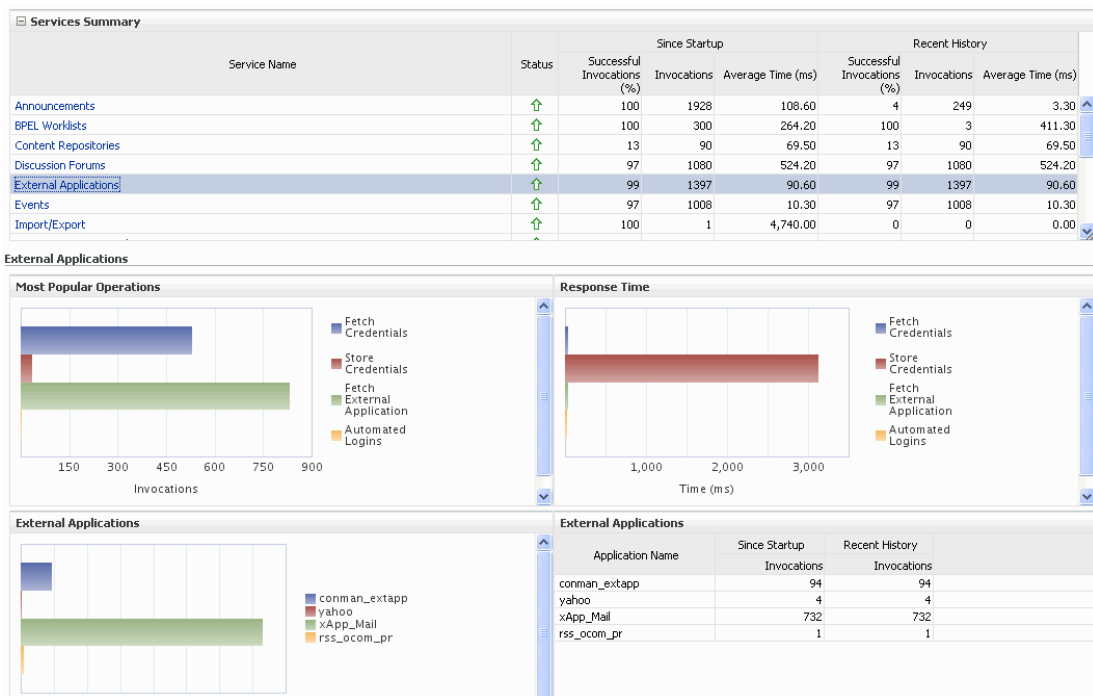 Services Summary
Since Startup Recent History
Service Name Status Successful Invocations (%) Invocations Average Time (ms) Successful Invocations (%) Invocations Average Time (ms)
Announcements 100 1928 108.60 4 249 3.30
BPEL Worklists 100 300 264.20 100 3 411.30
Content Repositories 13 90 69.50 13 90 69.50
Discussion Forums 97 1080 524.20 97 1080 524.20
External Applications 99 1397 90.60 99 1397 90.60
Events 97 1008 10.30 97 1008 10.30
Import/Export 100 1 4,740.00 0 0 0.00
External Applications
Most Popular Operations
Fetch
Credentials
Store
Credentials
Fetch
External
Application
Automated
Logins
150 300 450 600 750 900
Invocations
Response Time
Fetch
Credentials
Store
Credentials
Fetch
External
Application
Automated
Logins
1,000 2,000 3,000
Time (ms)
External Applications
conman_extapp
yahoo
xApp_Mail
rss_ocom_pr
External Applications
Application Name Since Startup Recent History
Invocations Invocations
conman_extapp 94 94
yahoo 4 4
xApp_Mail 732 732
rss_ocom_pr 1 1